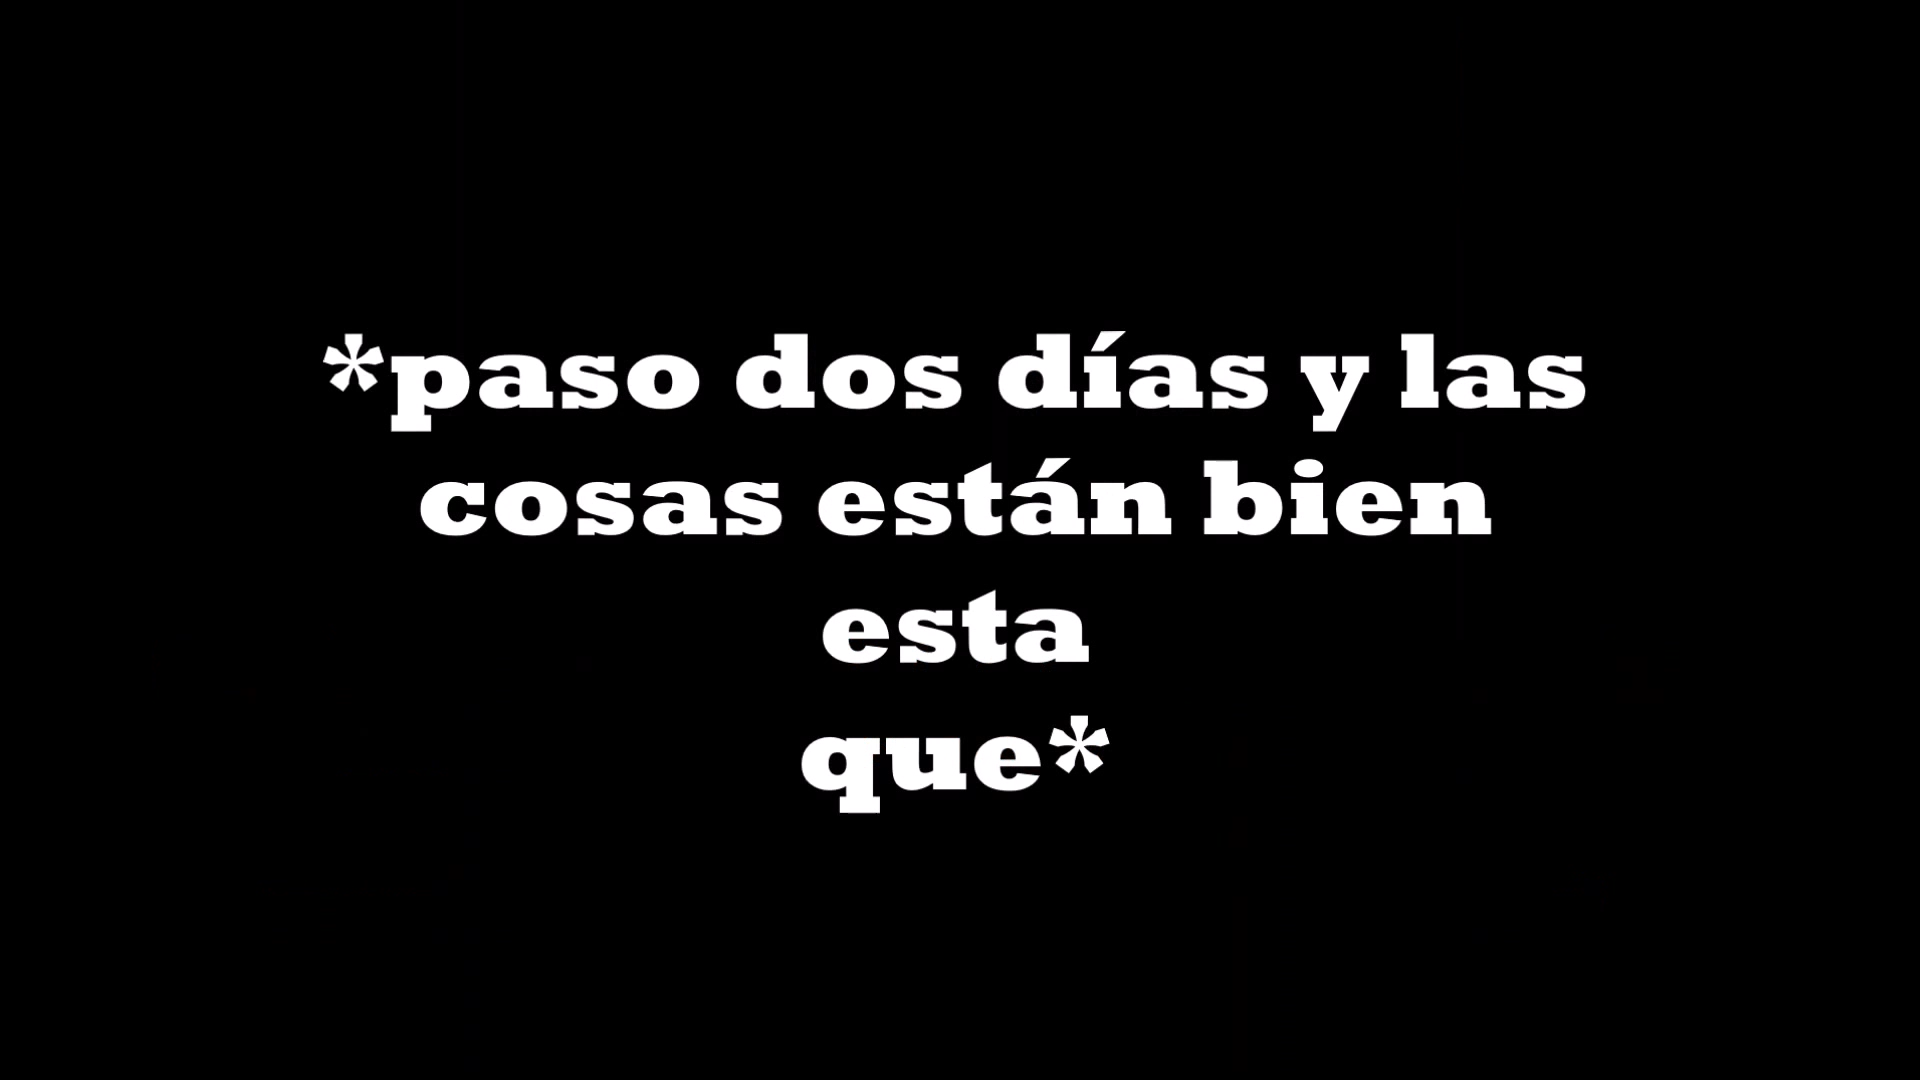 *paso dos días y las
cosas están bien
esta
que*